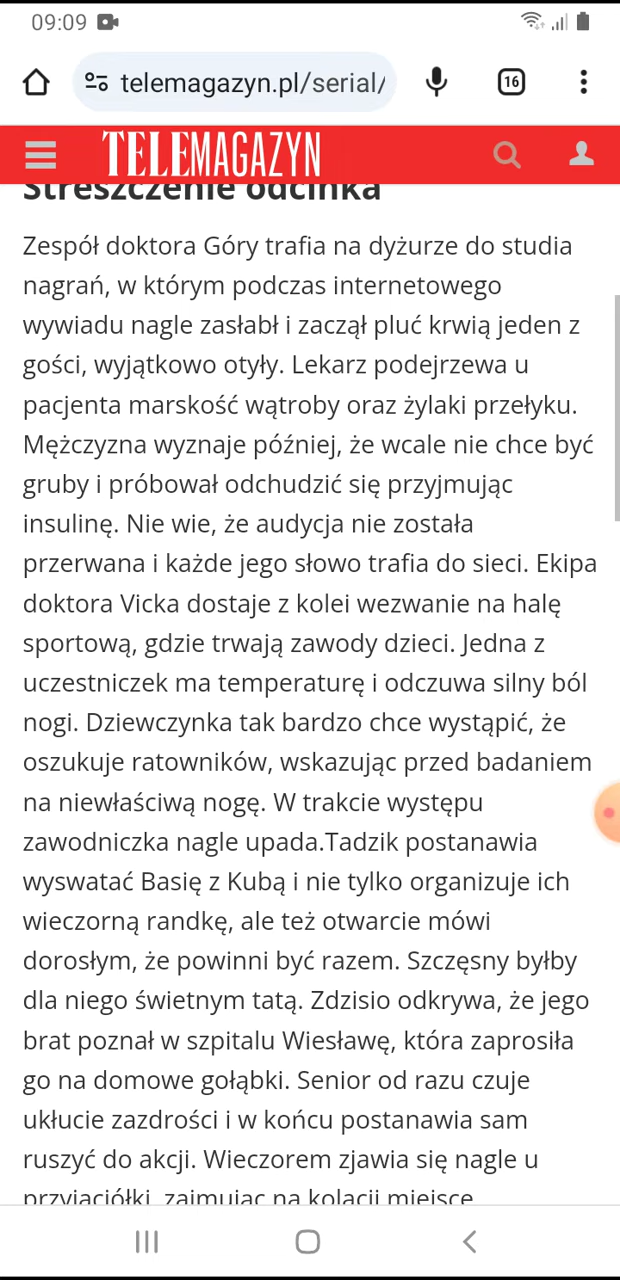 09:09
telemagazyn.pl/serial/
16
TELEMAGAZYN
Streszczenie odcinka
Zespół doktora Góry trafia na dyżurze do studia
nagrań, w którym podczas internetowego
wywiadu nagle zasłabł i zaczął pluć krwią jeden z
gości, wyjątkowo otyły. Lekarz podejrzewa u
pacjenta marskość wątroby oraz żylaki przełyku.
Mężczyzna wyznaje później, że wcale nie chce być
gruby i próbował odchudzić się przyjmując
insulinę. Nie wie, że audycja nie została
przerwana i każde jego słowo trafia do sieci. Ekipa
doktora Vicka dostaje z kolei wezwanie na halę
sportową, gdzie trwają zawody dzieci. Jedna z
uczestniczek ma temperaturę i odczuwa silny ból
nogi. Dziewczynka tak bardzo chce wystąpić, że
oszukuje ratowników, wskazując przed badaniem
na niewłaściwą nogę. W trakcie występu
zawodniczka nagle upada.Tadzik postanawia
wyswatać Basię z Kubą i nie tylko organizuje ich
wieczorną randkę, ale też otwarcie mówi
dorosłym, że powinni być razem. Szczęsny byłby
dla niego świetnym tatą. Zdzisio odkrywa, że jego
brat poznał w szpitalu Wiesławę, która zaprosiła
go na domowe gołąbki. Senior od razu czuje
ukłucie zazdrości i w końcu postanawia sam
ruszyć do akcji. Wieczorem zjawia się nagle u
przyjaciółki, zajmując na kolacji miejsce